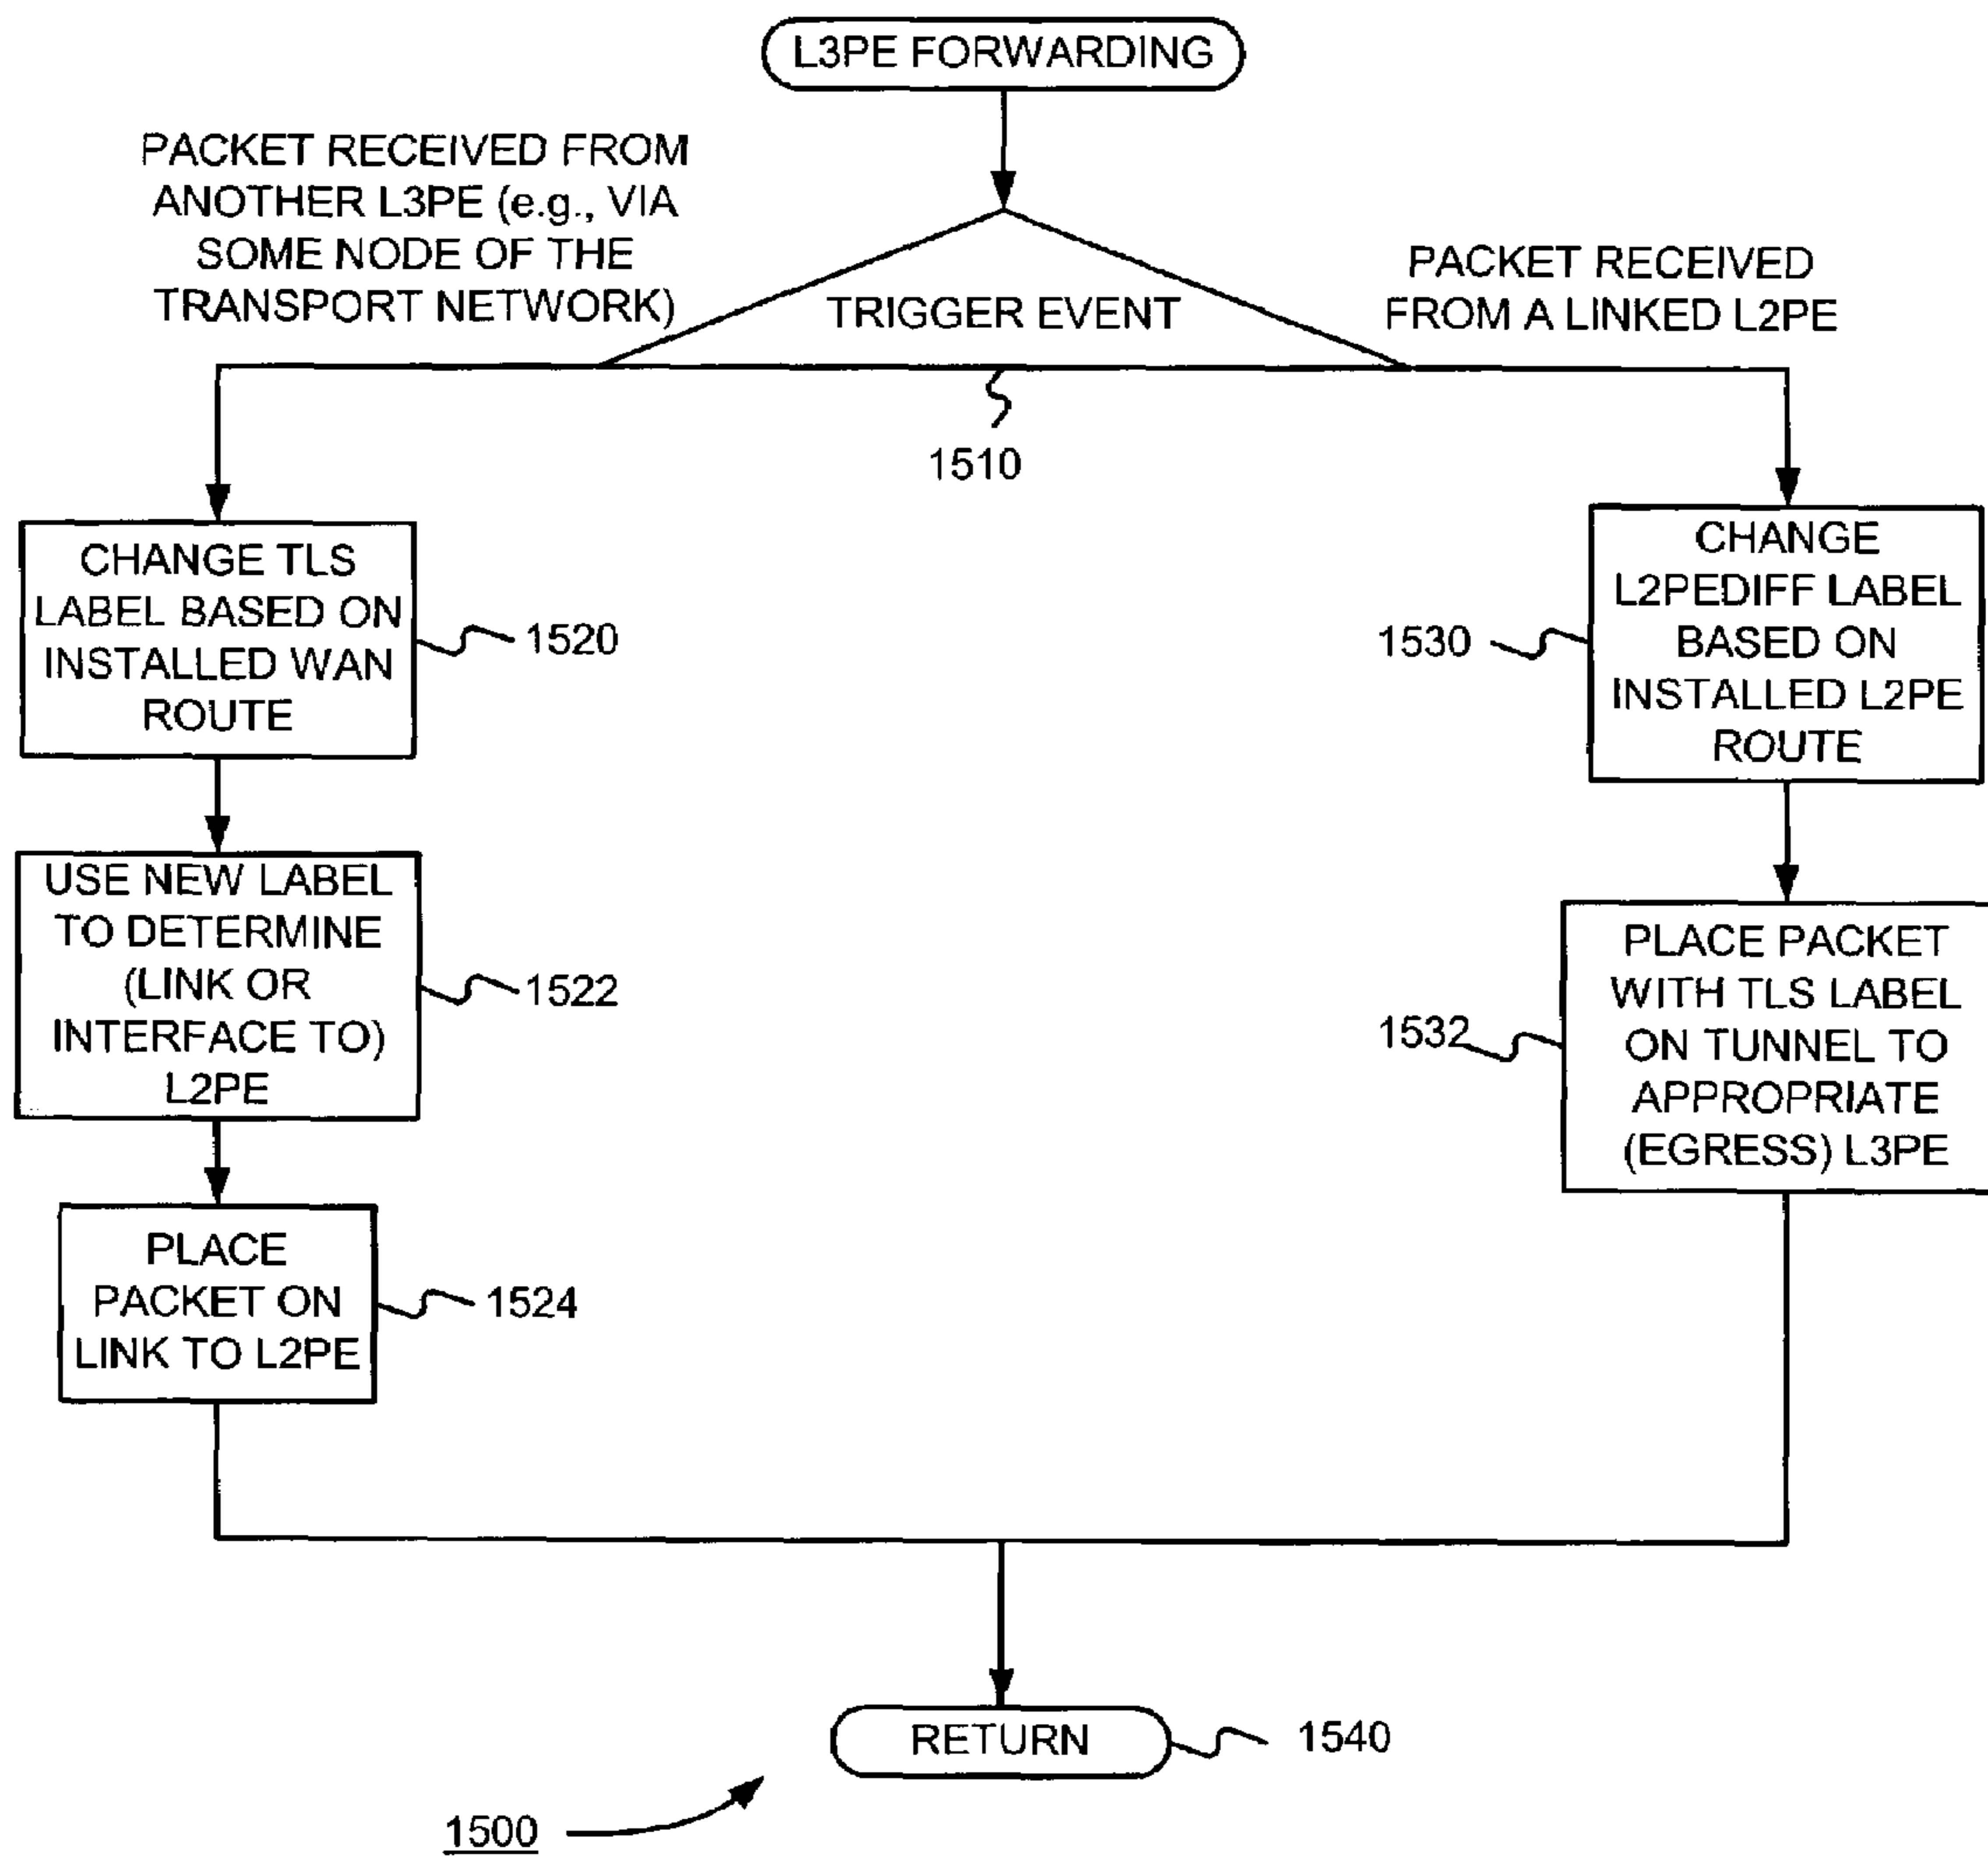 L3PE FORWARDING
PACKET RECEIVED FROM
ANOTHER L3PE (e.g., VIA
SOME NODE OF THE
TRANSPORT NETWORK)
TRIGGER EVENT
PACKET RECEIVED
FROM A LINKED L2PE
1510
CHANGE TLS
LABEL BASED ON
INSTALLED WAN
ROUTE
1520
USE NEW LABEL
TO DETERMINE
(LINK OR
INTERFACE TO)
L2PE
1522
PLACE
PACKET ON
LINK TO L2PE
1524
CHANGE
L2PEDIFF LABEL
BASED ON
INSTALLED L2PE
ROUTE
1530
PLACE PACKET
WITH TLS LABEL
ON TUNNEL TO
APPROPRIATE
(EGRESS) L3PE
1532
RETURN
1540
1500